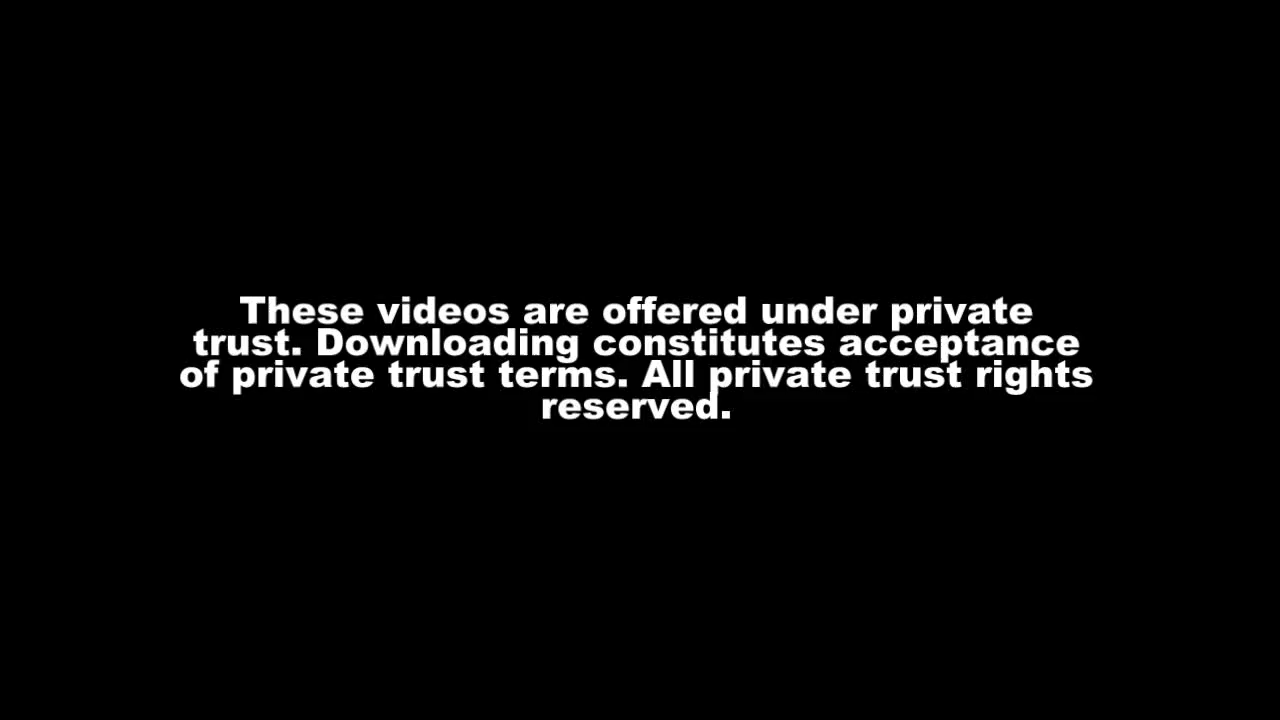 These videos are offered under private
trust. Downloading constitutes acceptance
of private trust terms. All private trust rights
reserved.